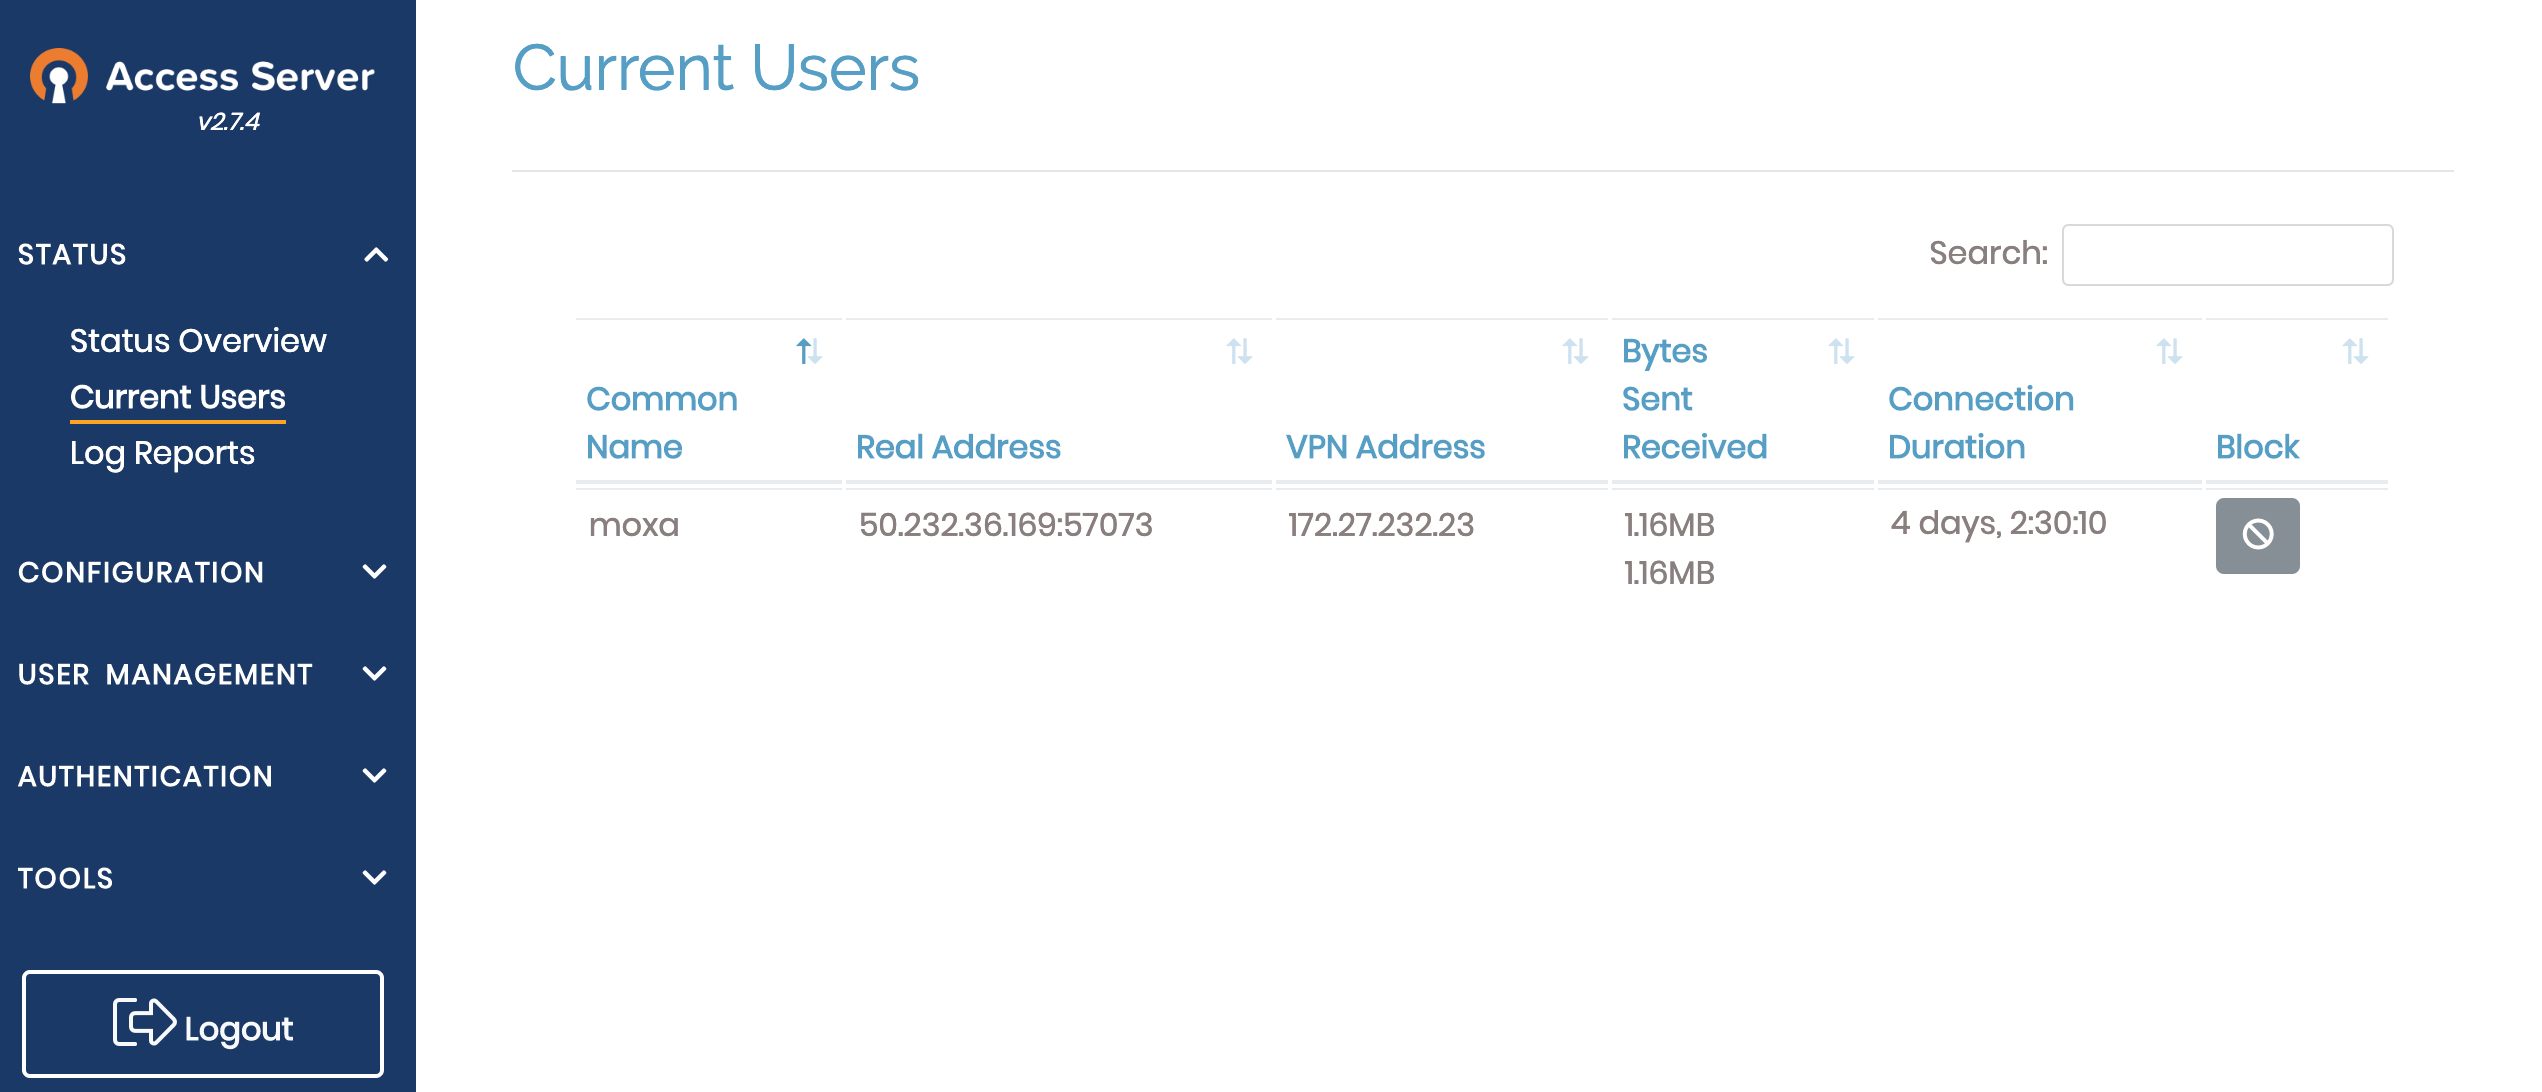 Access Server
v2.7.4
STATUS
Status Overview
Current Users
Log Reports
CONFIGURATION
USER MANAGEMENT
AUTHENTICATION
TOOLS
Logout
Current Users
Search:
Common Name
Real Address
VPN Address
Bytes Sent Received
Connection Duration
Block
moxa
50.232.36.169:57073
172.27.232.23
1.16MB
1.16MB
4 days, 2:30:10